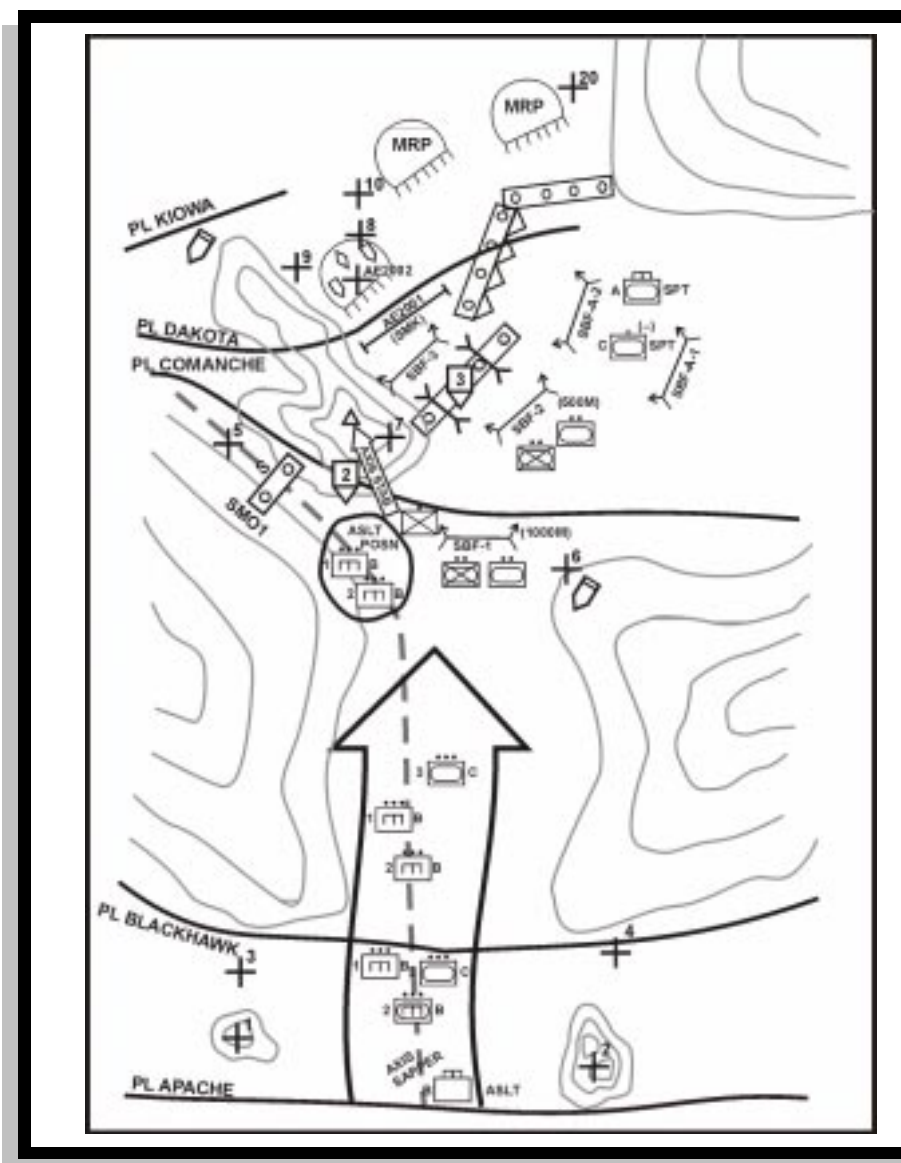 20
MRP
MRP
10
PL KIOWA
8
9
AE2002
A SPT
SBF-A-2
AE2001
(SMK)
PL DAKOTA
(-)
C SPT
SBF-3
PL COMANCHE
SBF-A-1
3
(500M)
SBF-2
7
5
2
SMO1
ASLT
POSN
SBF-1
(1000M)
6
1 B
2 B
3 C
1 B
2 B
PL BLACKHAWK
4
3
1 B C
2 B
1
2
AXIS
SAPPER
PL APACHE
B ASLT